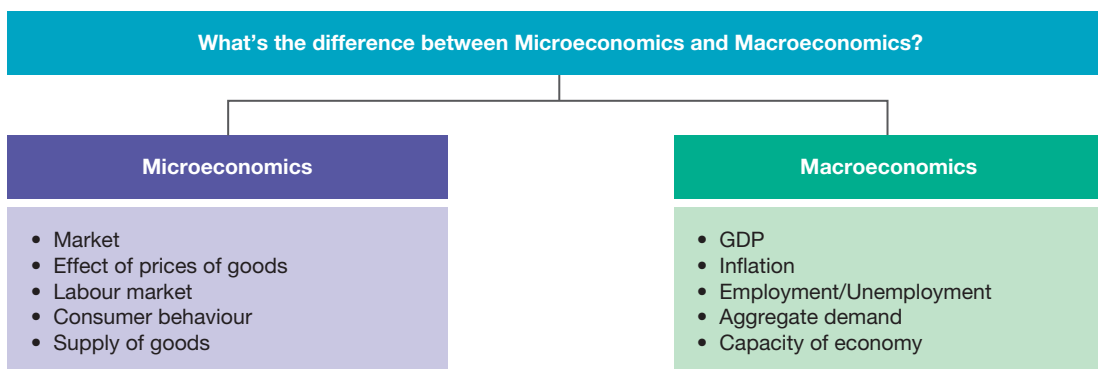 What’s the difference between Microeconomics and Macroeconomics?
Microeconomics
• Market
• Effect of prices of goods
• Labour market
• Consumer behaviour
• Supply of goods
Macroeconomics
• GDP
• Inflation
• Employment/Unemployment
• Aggregate demand
• Capacity of economy